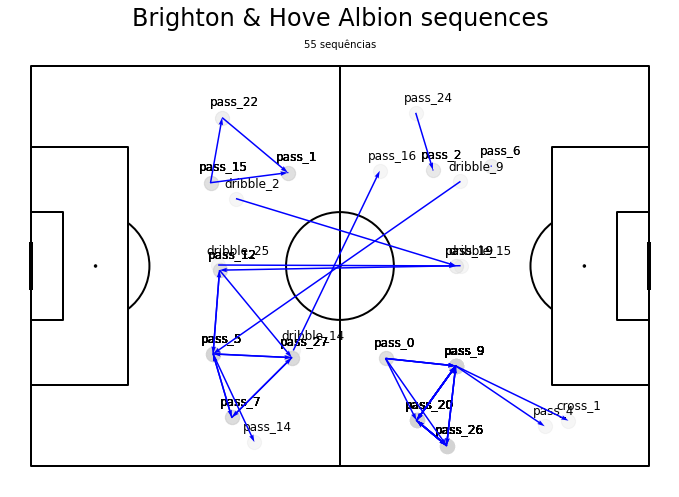 Brighton & Hove Albion sequences
55 sequências
pass_22
pass_24
pass_1
pass_16
pass_2
pass_6
pass_15
dribble_9
dribble_2
dribble_25
pass_12
pass_19
dribble_15
pass_5
dribble_14
pass_27
pass_0
pass_9
pass_7
pass_20
pass_4
cross_1
pass_14
pass_26